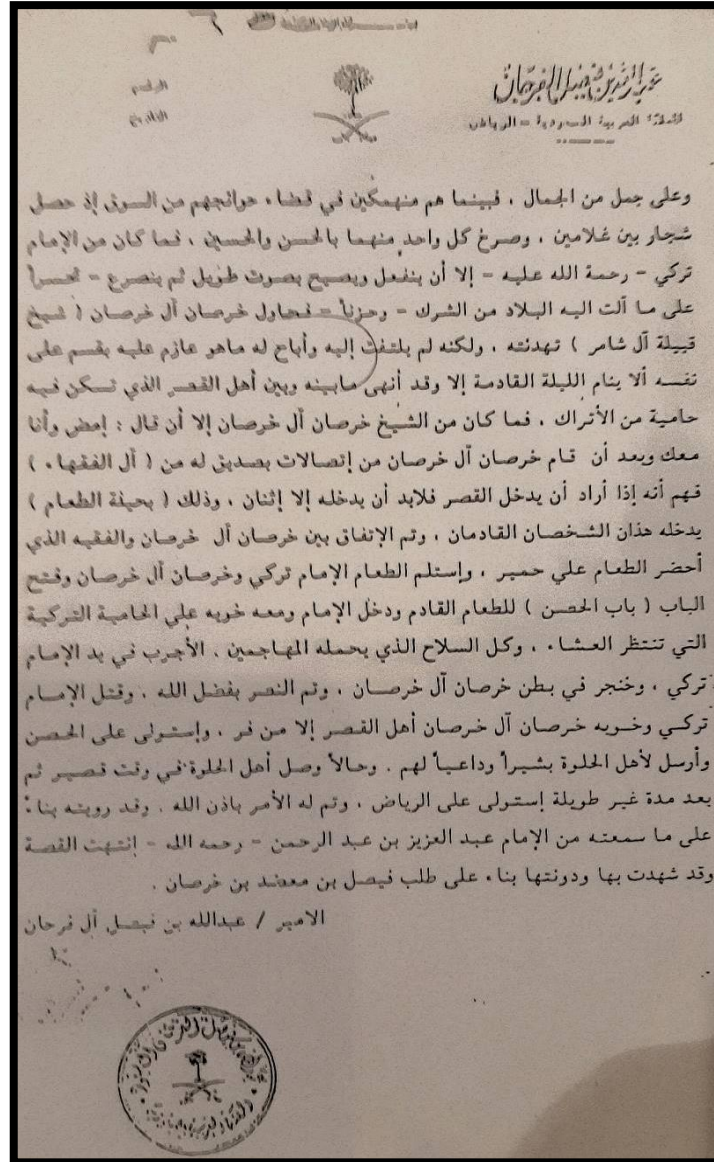 عبدالله بن فيصل الفرحان
المملكة العربية السعودية - الرياض
الرقم
التاريخ
وعلى جمل من الجمال ، فبينما هم منهمكين في قضاء حوائجهم من السوق إذ حصل
شجار بين غلامين ، وصرخ كل واحد منهما بالحسن والحسين ، فما كان من الإمام
تركي - رحمة الله عليه - إلا أن ينفعل ويصيح بصوت طويل ثم ينصرع - تحسراً
على ما آلت اليه البلاد من الشرك - وحزناً - فحاول خرصان آل خرصان ( شيخ
قبيلة آل شامر ) تهدئته ، ولكنه لم يلتفت إليه وأباح له ماهو عازم عليه بقسم على
نفسه ألا ينام الليلة القادمة إلا وقد أنهى مابينه وبين أهل القصر الذي تسكن فيه
حامية من الأتراك ، فما كان من الشيخ خرصان آل خرصان إلا أن قال : إمض وأنا
معك وبعد أن قام خرصان آل خرصان من إتصالات بصديق له من ( آل الفقهاء )
فهم أنه إذا أراد أن يدخل القصر فلابد أن يدخله إلا إثنان ، وذلك ( بحيلة الطعام )
يدخله هذان الشخصان القادمان ، وتم الإتفاق بين خرصان آل خرصان والفقيه الذي
أحضر الطعام علي حمير ، وإستلم الطعام الإمام تركي وخرصان آل خرصان وفتح
الباب ( باب الحصن ) للطعام القادم ودخل الإمام ومعه خويه علي الحامية التركية
التي تنتظر العشاء ، وكل السلاح الذي يحمله المهاجمين . الأجرب في يد الإمام
تركي ، وخنجر في بطن خرصان آل خرصان ، وتم النصر بفضل الله . وقتل الإمام
تركي وخويه خرصان آل خرصان أهل القصر إلا من فر ، وإستولى على الحصن
وأرسل لأهل الحلوة بشيراً وداعياً لهم . وحالاً وصل أهل الحلوة في وقت قصير ثم
بعد مدة غير طويلة إستولى على الرياض ، وتم له الأمر باذن الله . وقد رويته بناءً
على ما سمعته من الإمام عبد العزيز بن عبد الرحمن - رحمه الله - إنتهت القصة
وقد شهدت بها ودونتها بناء على طلب فيصل بن معضد بن خرصان .
الامير / عبدالله بن فيصل آل فرحان